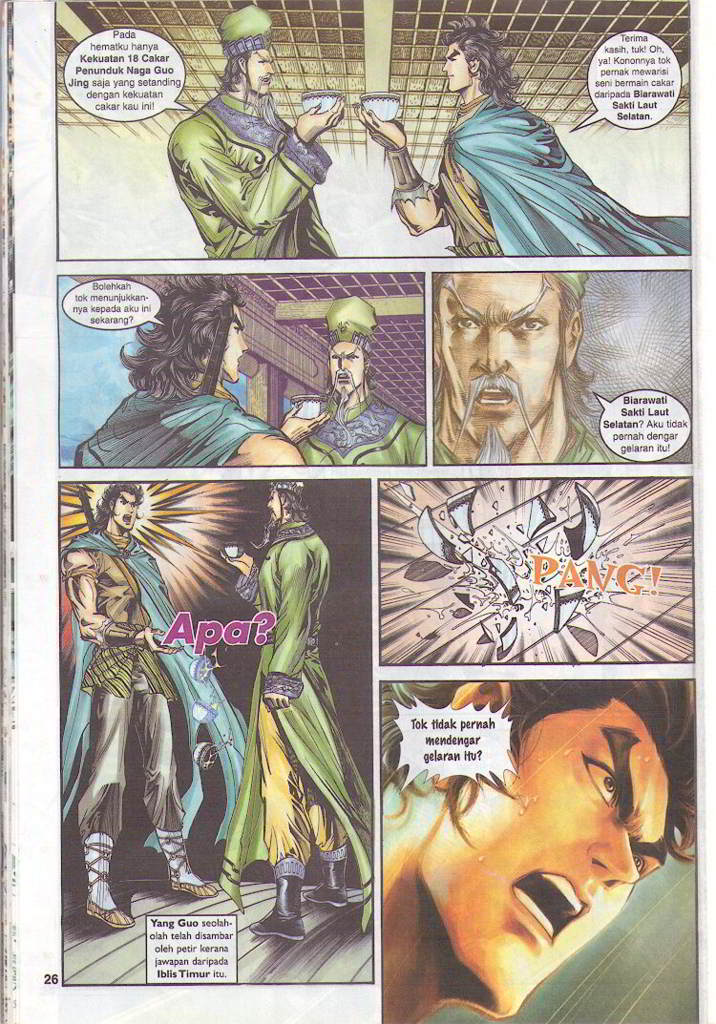 Pada
hematku hanya
Kekuatan 18 Cakar
Penunduk Naga Guo
Jing saja yang setanding
dengan kekuatan
cakar kau ini!
Terima
kasih, tuk! Oh,
ya! Kononnya tok
pernak mewarisi
seni bermain cakar
daripada Biarawati
Sakti Laut
Selatan.
Bolehkah
tok menunjukkan-
nya kepada aku ini
sekarang?
Biarawati
Sakti Laut
Selatan? Aku tidak
pernah dengar
gelaran itu!
Apa?
PANG!
Tok tidak pernah
mendengar
gelaran itu?
Yang Guo seolah-
olah telah disambar
oleh petir kerana
jawapan daripada
Iblis Timur itu.
26